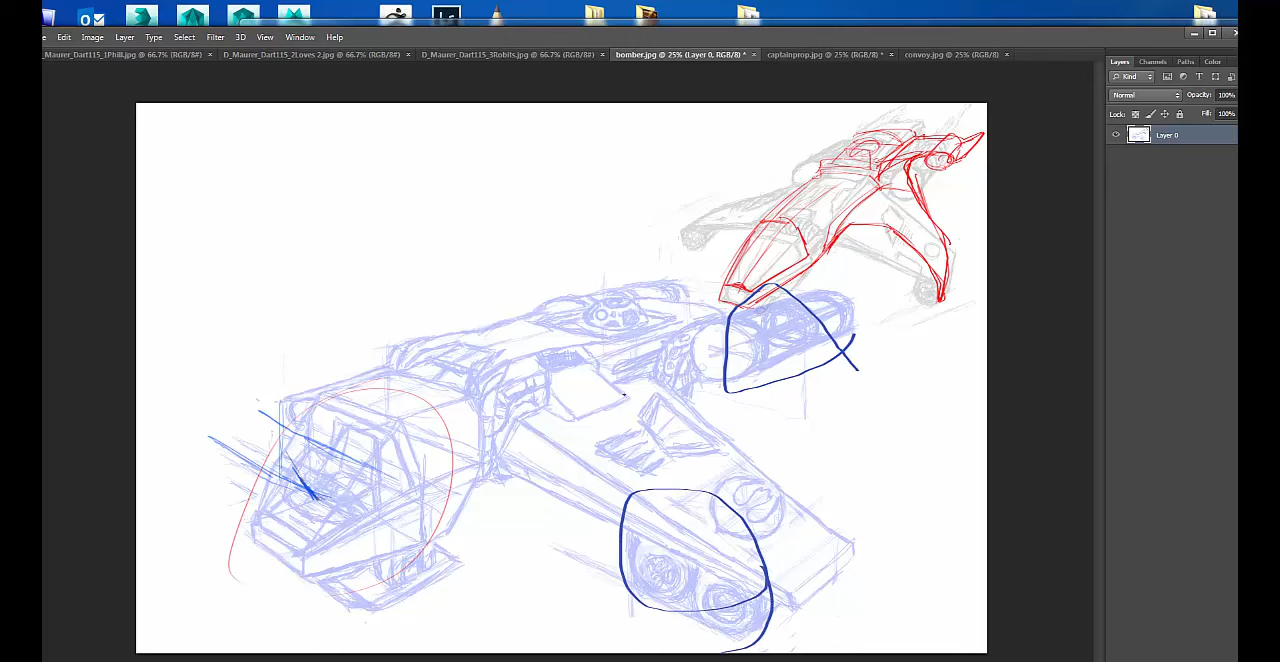 e Edit Image Layer Type Select Filter 3D View Window Help
_Maurer_Dart115_1Phill.jpg @ 66.7% (RGB/8#) × D_Maurer_Dart115_2Loves 2.jpg @ 66.7% (RGB/8#) × D_Maurer_Dart115_3Robits.jpg @ 66.7% (RGB/8#) × bomber.jpg @ 25% (Layer 0, RGB/8) * × captainprop.jpg @ 25% (RGB/8) * × convoy.jpg @ 25% (RGB/8) ×
Layers Channels Paths Color
Kind
Normal Opacity: 100%
Lock: Fill: 100%
Layer 0